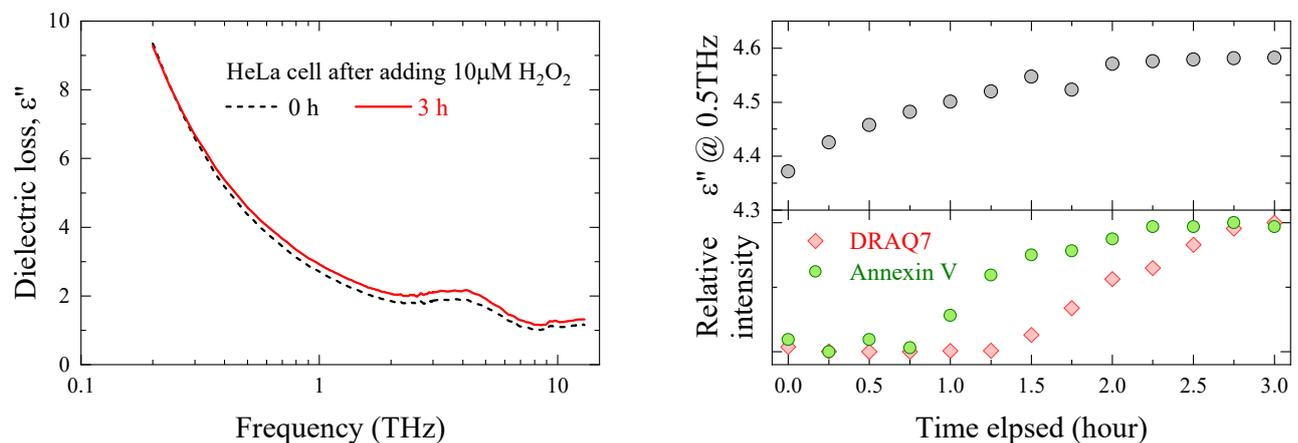 10
8
6
4
2
0
Dielectric loss, ε"
HeLa cell after adding 10μM H₂O₂
0 h
3 h
0.1
1
10
Frequency (THz)
4.6
4.5
4.4
4.3
ε" @ 0.5THz
DRAQ7
Annexin V
Relative
intensity
0.0
0.5
1.0
1.5
2.0
2.5
3.0
Time elpsed (hour)